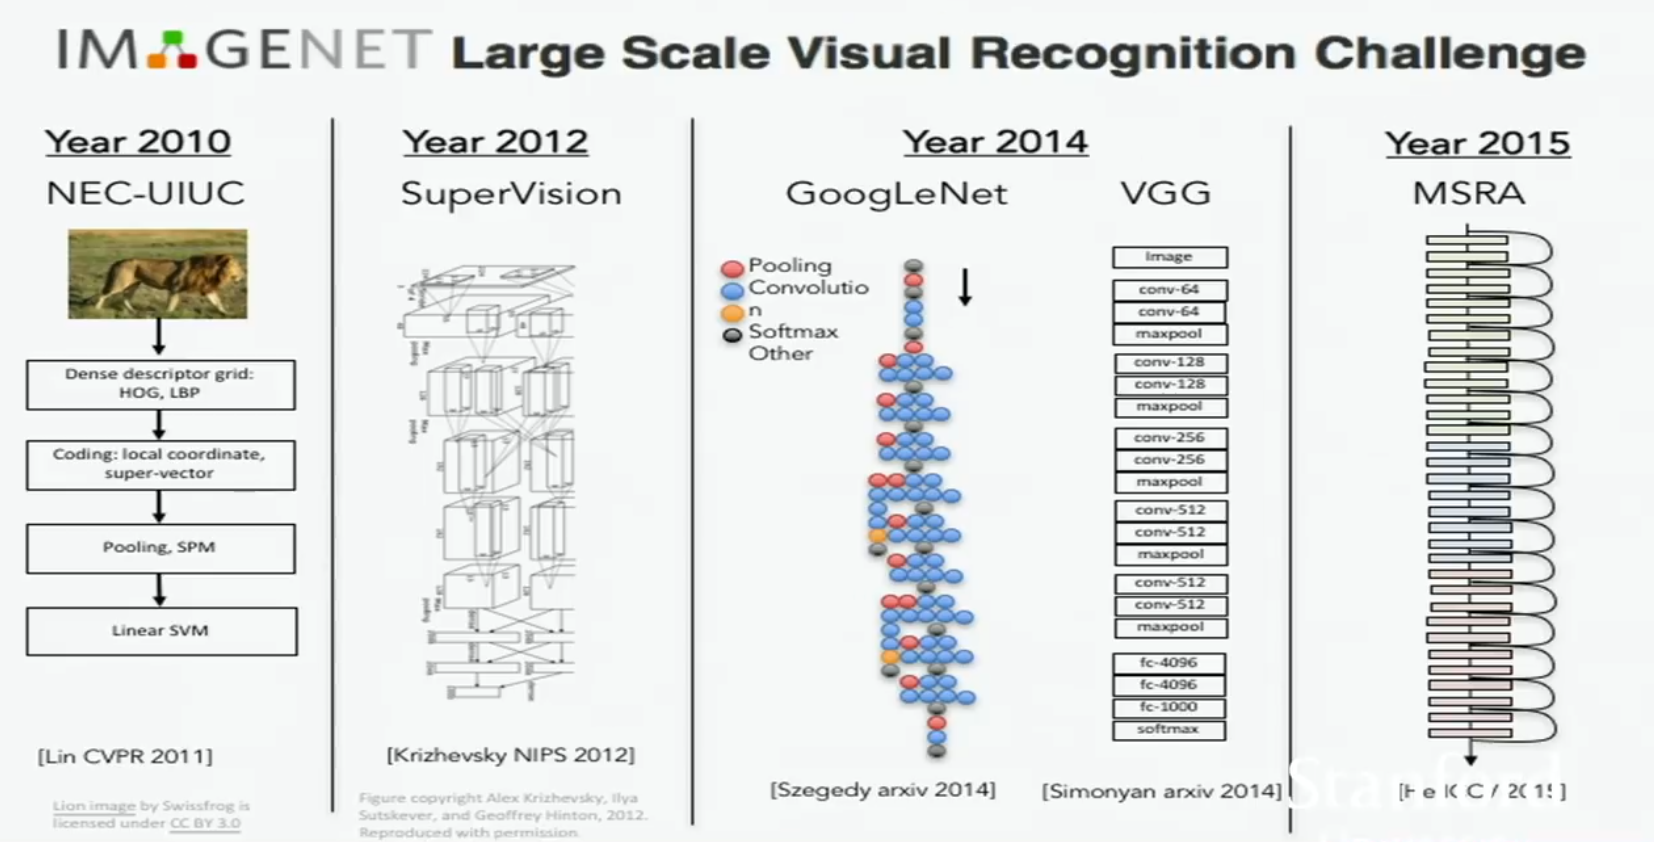 IMAGENET Large Scale Visual Recognition Challenge
Year 2010
NEC-UIUC
Dense descriptor grid:
HOG, LBP
Coding: local coordinate,
super-vector
Pooling, SPM
Linear SVM
[Lin CVPR 2011]
Lion image by Swissfrog is
licensed under CC BY 3.0
Year 2012
SuperVision
[Krizhevsky NIPS 2012]
Figure copyright Alex Krizhevsky, Ilya
Sutskever, and Geoffrey Hinton, 2012.
Reproduced with permission.
Year 2014
GoogLeNet
Pooling
Convolutio
n
Softmax
Other
[Szegedy arxiv 2014]
VGG
Image
conv-64
conv-64
maxpool
conv-128
conv-128
maxpool
conv-256
conv-256
maxpool
conv-512
conv-512
maxpool
conv-512
conv-512
maxpool
fc-4096
fc-4096
fc-1000
softmax
[Simonyan arxiv 2014]
Year 2015
MSRA
[He ICCV 2015]
Stanford